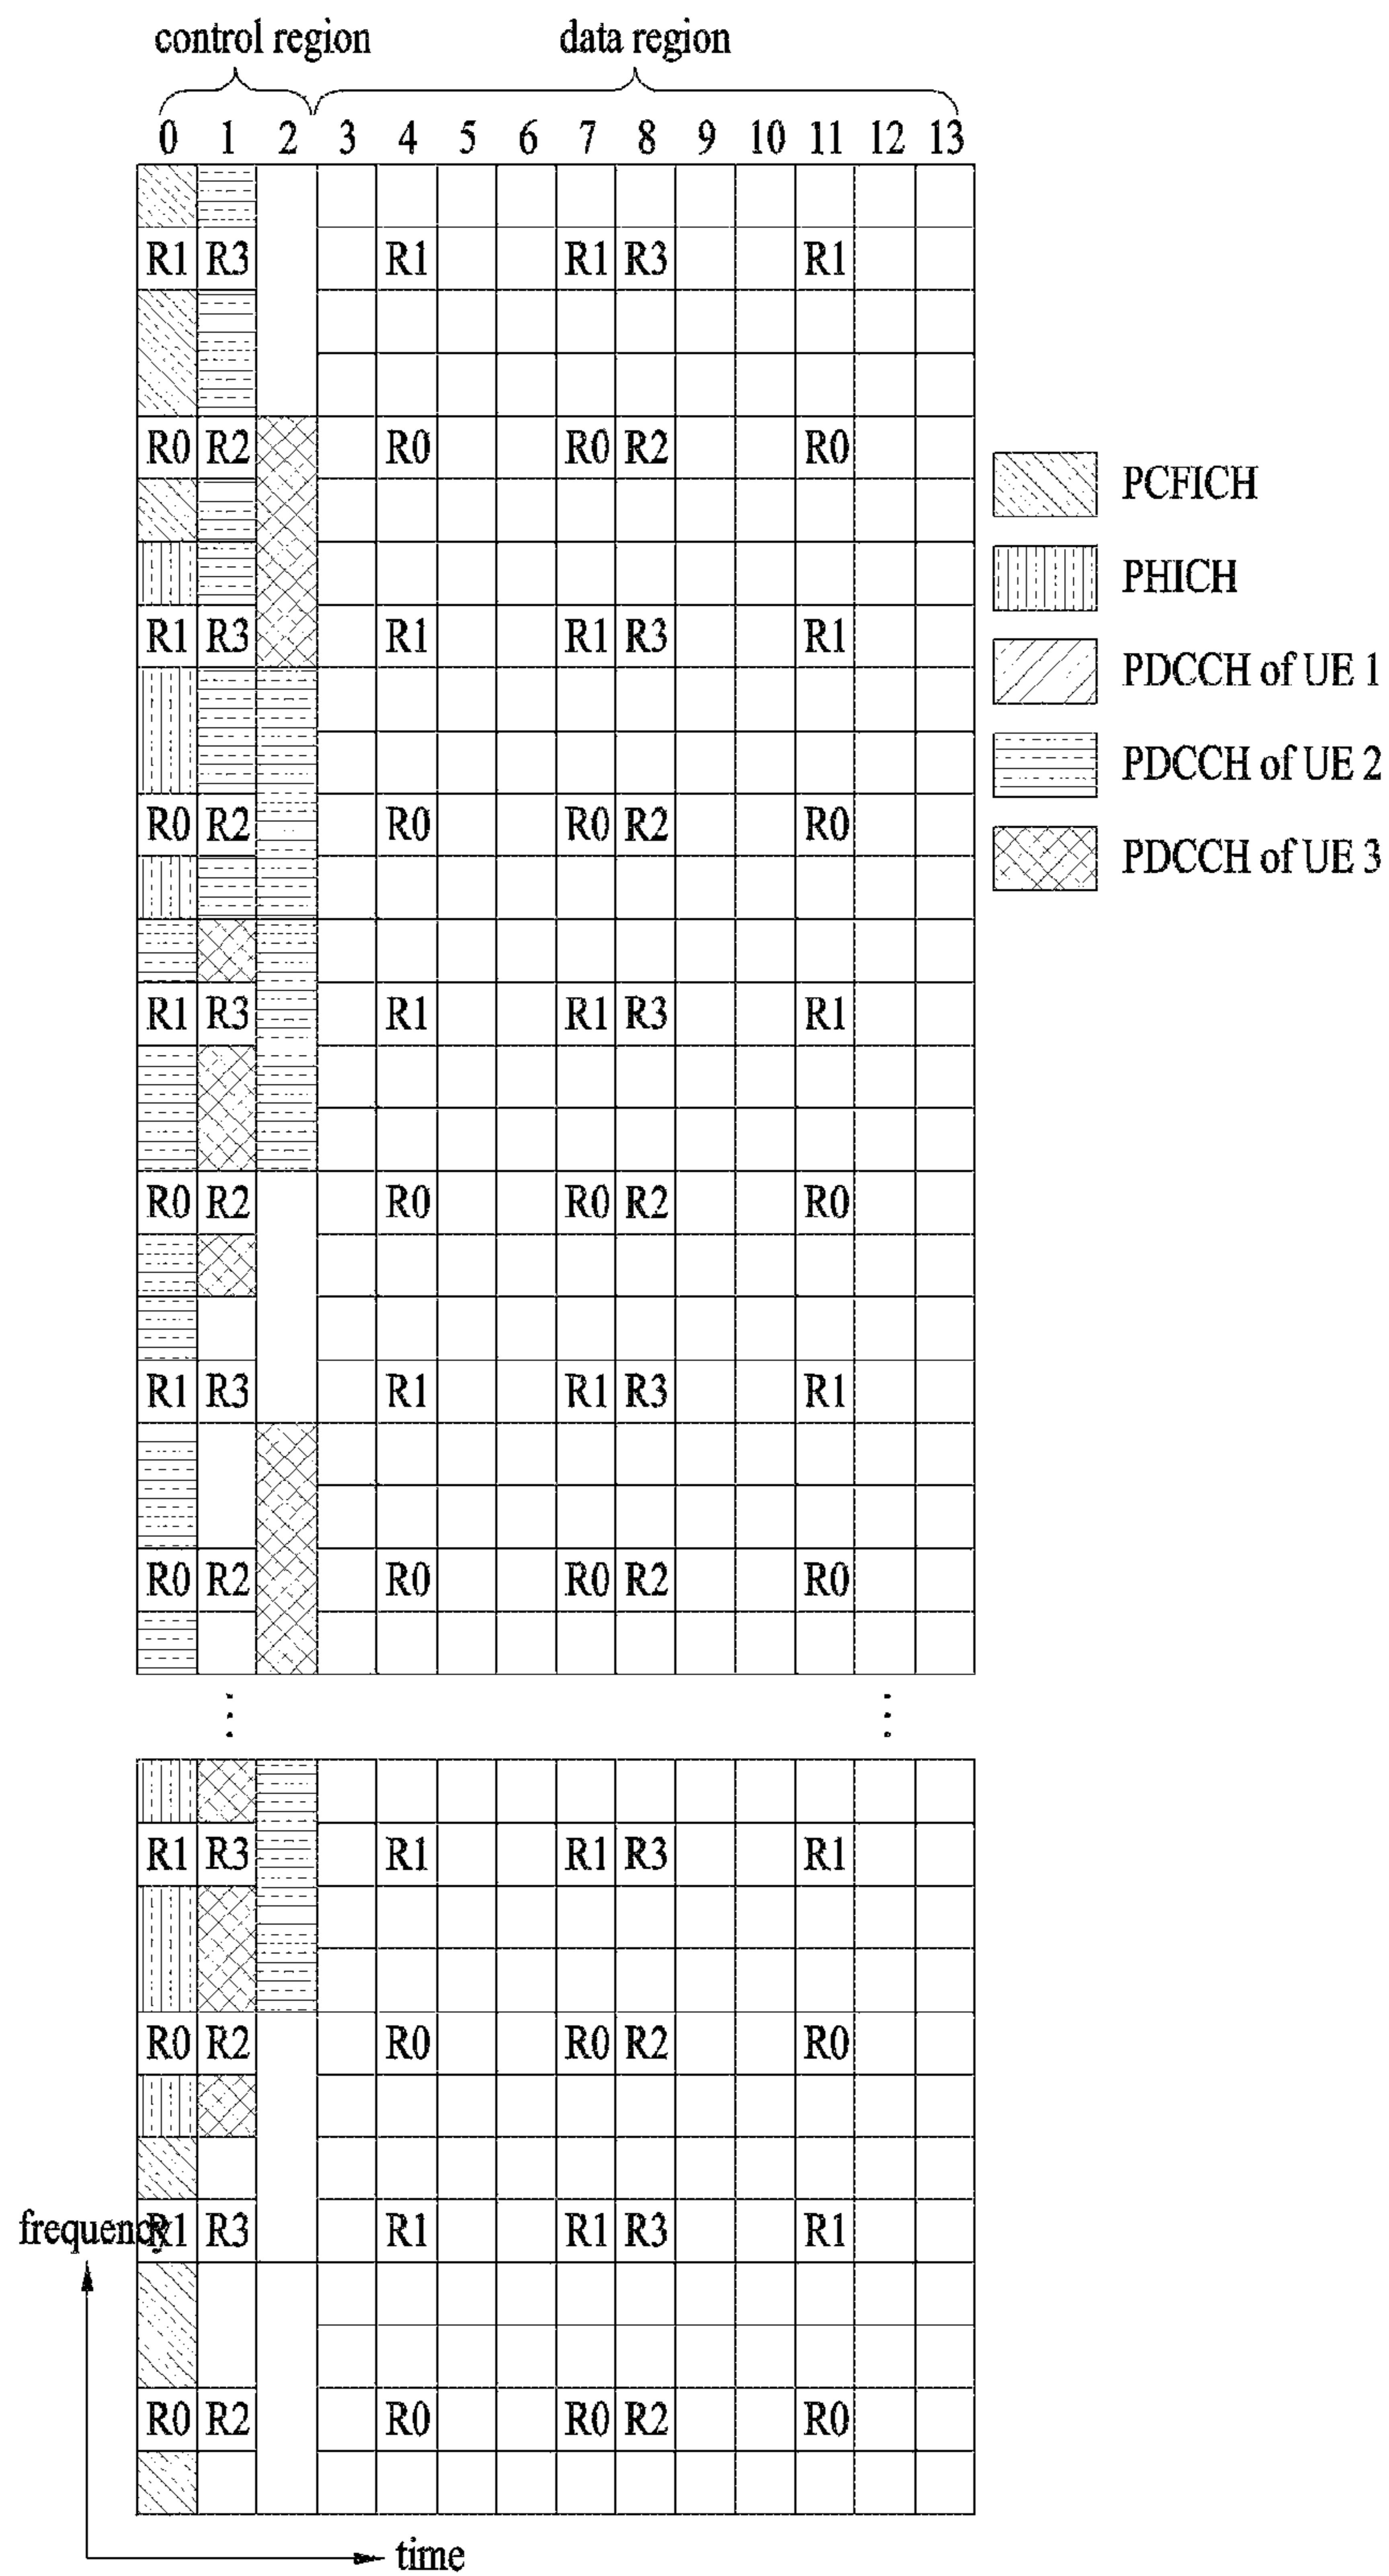 control region data region
0 1 2 3 4 5 6 7 8 9 10 11 12 13
R1 R3 R1 R1 R3 R1
R0 R2 R0 R0 R2 R0
PCFICH
PHICH
R1 R3 R1 R1 R3 R1
PDCCH of UE 1
PDCCH of UE 2
R0 R2 R0 R0 R2 R0
PDCCH of UE 3
R1 R3 R1 R1 R3 R1
R0 R2 R0 R0 R2 R0
R1 R3 R1 R1 R3 R1
R0 R2 R0 R0 R2 R0
R1 R3 R1 R1 R3 R1
R0 R2 R0 R0 R2 R0
frequency R1 R3 R1 R1 R3 R1
R0 R2 R0 R0 R2 R0
time